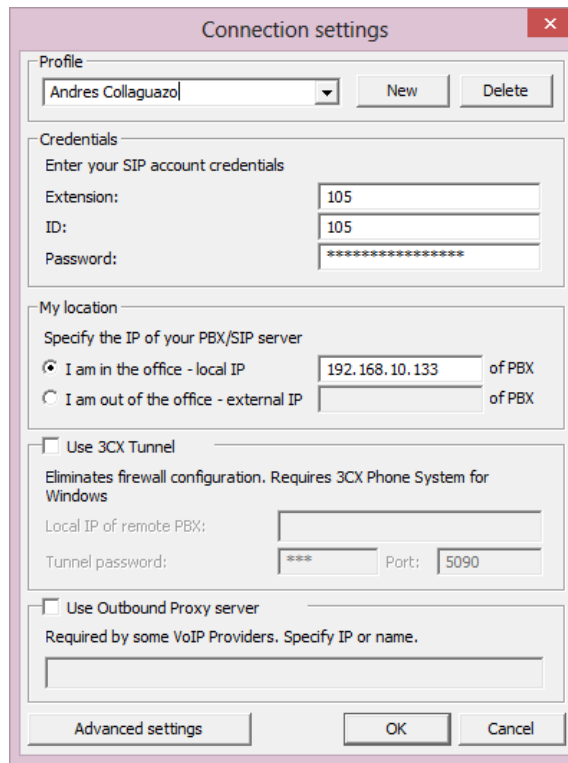 Connection settings
Profile
Andres Collaguazo
New
Delete
Credentials
Enter your SIP account credentials
Extension:
105
ID:
105
Password:
****************
My location
Specify the IP of your PBX/SIP server
I am in the office - local IP
192.168.10.133
of PBX
I am out of the office - external IP
of PBX
Use 3CX Tunnel
Eliminates firewall configuration. Requires 3CX Phone System for
Windows
Local IP of remote PBX:
Tunnel password:
***
Port:
5090
Use Outbound Proxy server
Required by some VoIP Providers. Specify IP or name.
Advanced settings
OK
Cancel